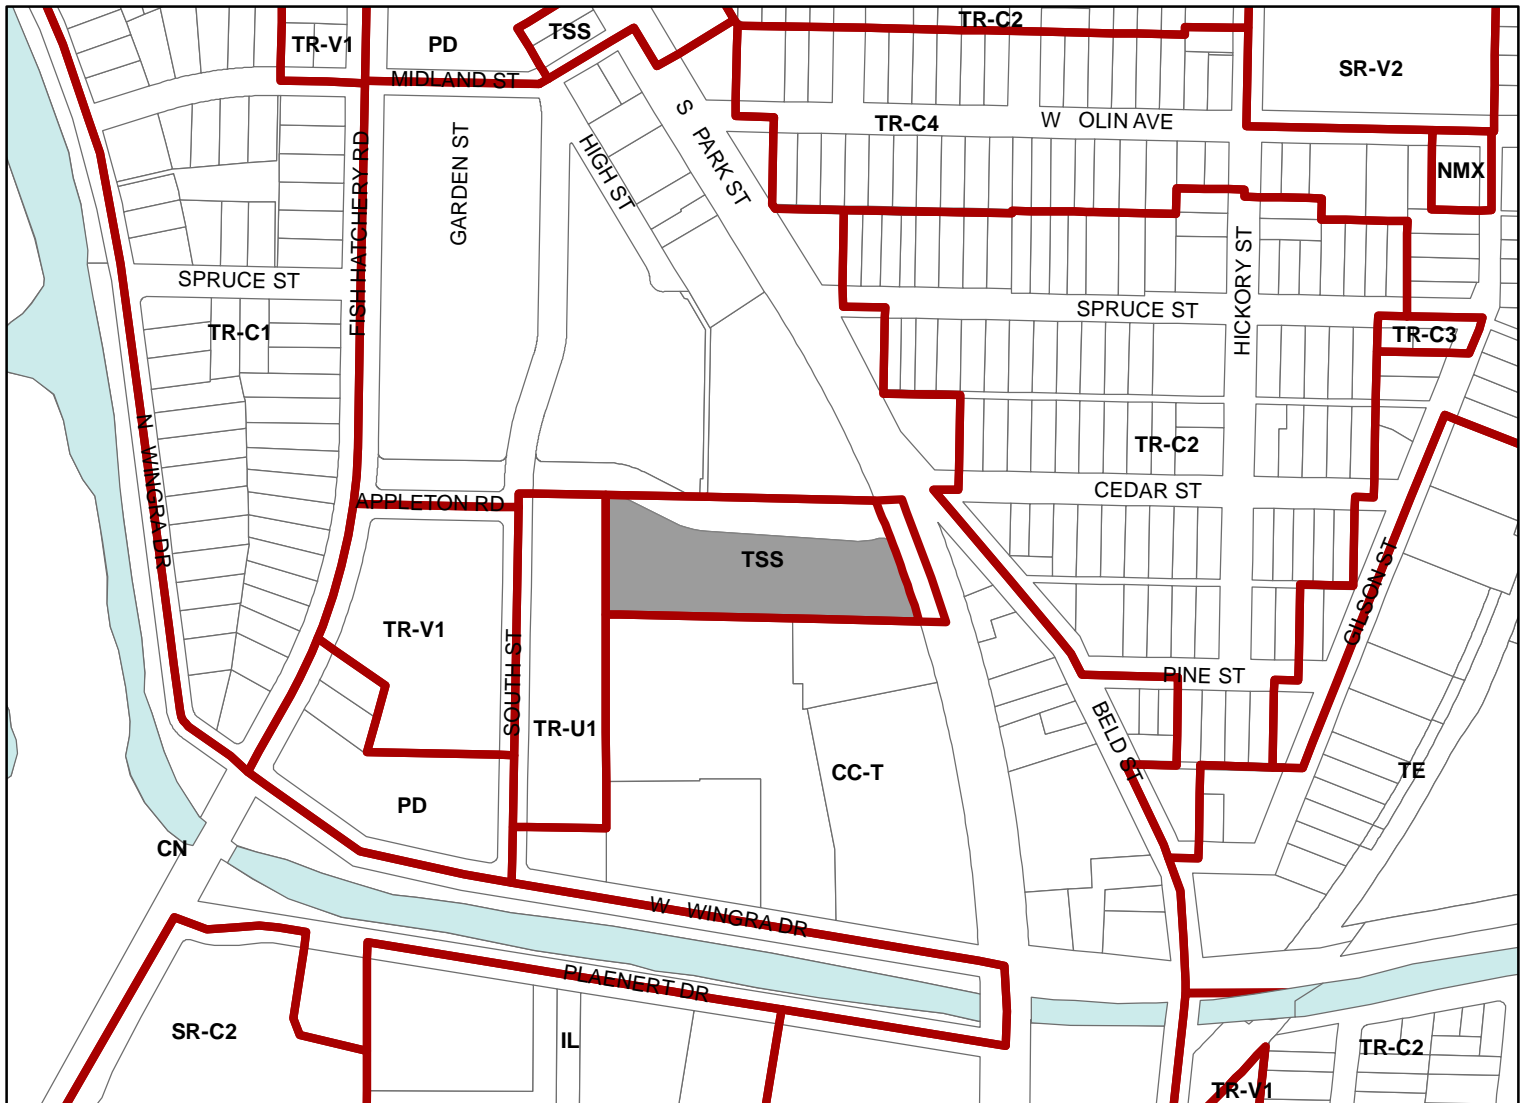 TR-C2
TSS
TR-V1
PD
SR-V2
MIDLAND ST
S PARK ST
W OLIN AVE
TR-C4
NMX
HIGH ST
GARDEN ST
FISH HATCHERY RD
HICKORY ST
SPRUCE ST
SPRUCE ST
TR-C1
TR-C3
TR-C2
N WINGRA DR
CEDAR ST
APPLETON RD
TSS
GILSON ST
TR-V1
SOUTH ST
PINE ST
TR-U1
BELD ST
CC-T
TE
PD
CN
W WINGRA DR
PLAENERT DR
SR-C2
IL
TR-C2
TR-V1